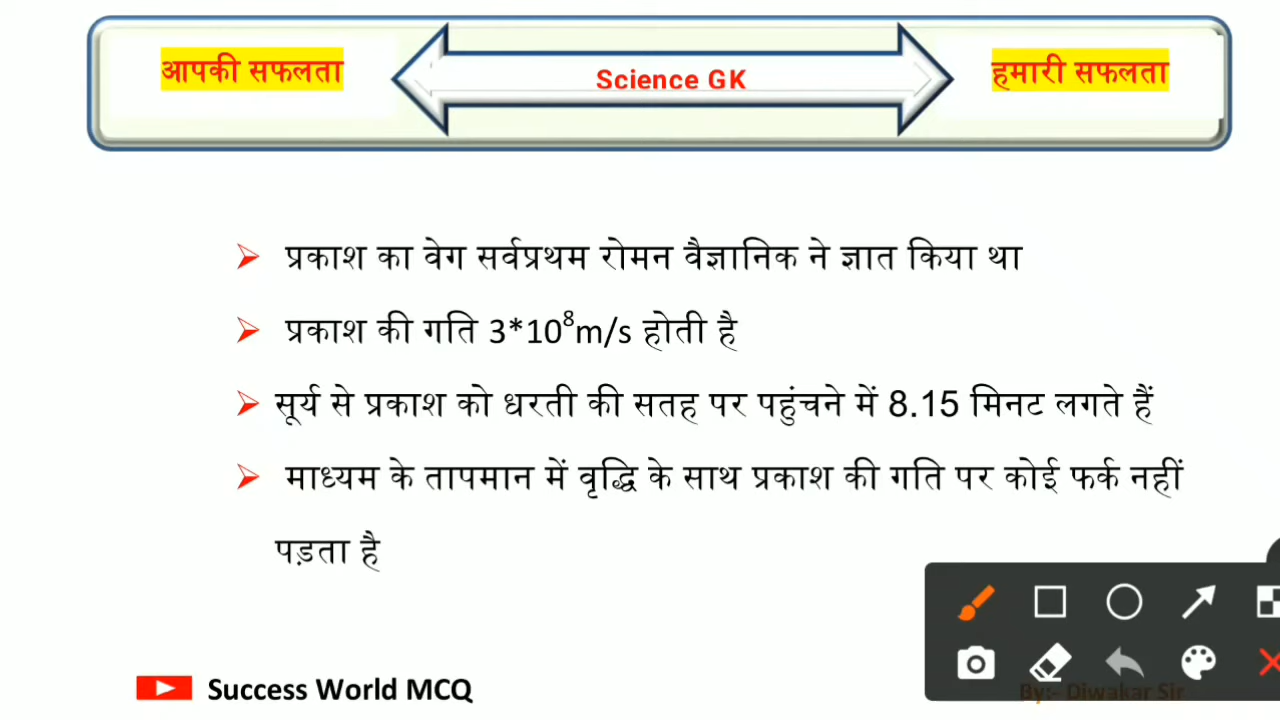 आपकी सफलता
Science GK
हमारी सफलता
प्रकाश का वेग सर्वप्रथम रोमन वैज्ञानिक ने ज्ञात किया था
प्रकाश की गति 3*10⁸m/s होती है
सूर्य से प्रकाश को धरती की सतह पर पहुंचने में 8.15 मिनट लगते हैं
माध्यम के तापमान में वृद्धि के साथ प्रकाश की गति पर कोई फर्क नहीं
पड़ता है
Success World MCQ
By:- Diwakar Sir